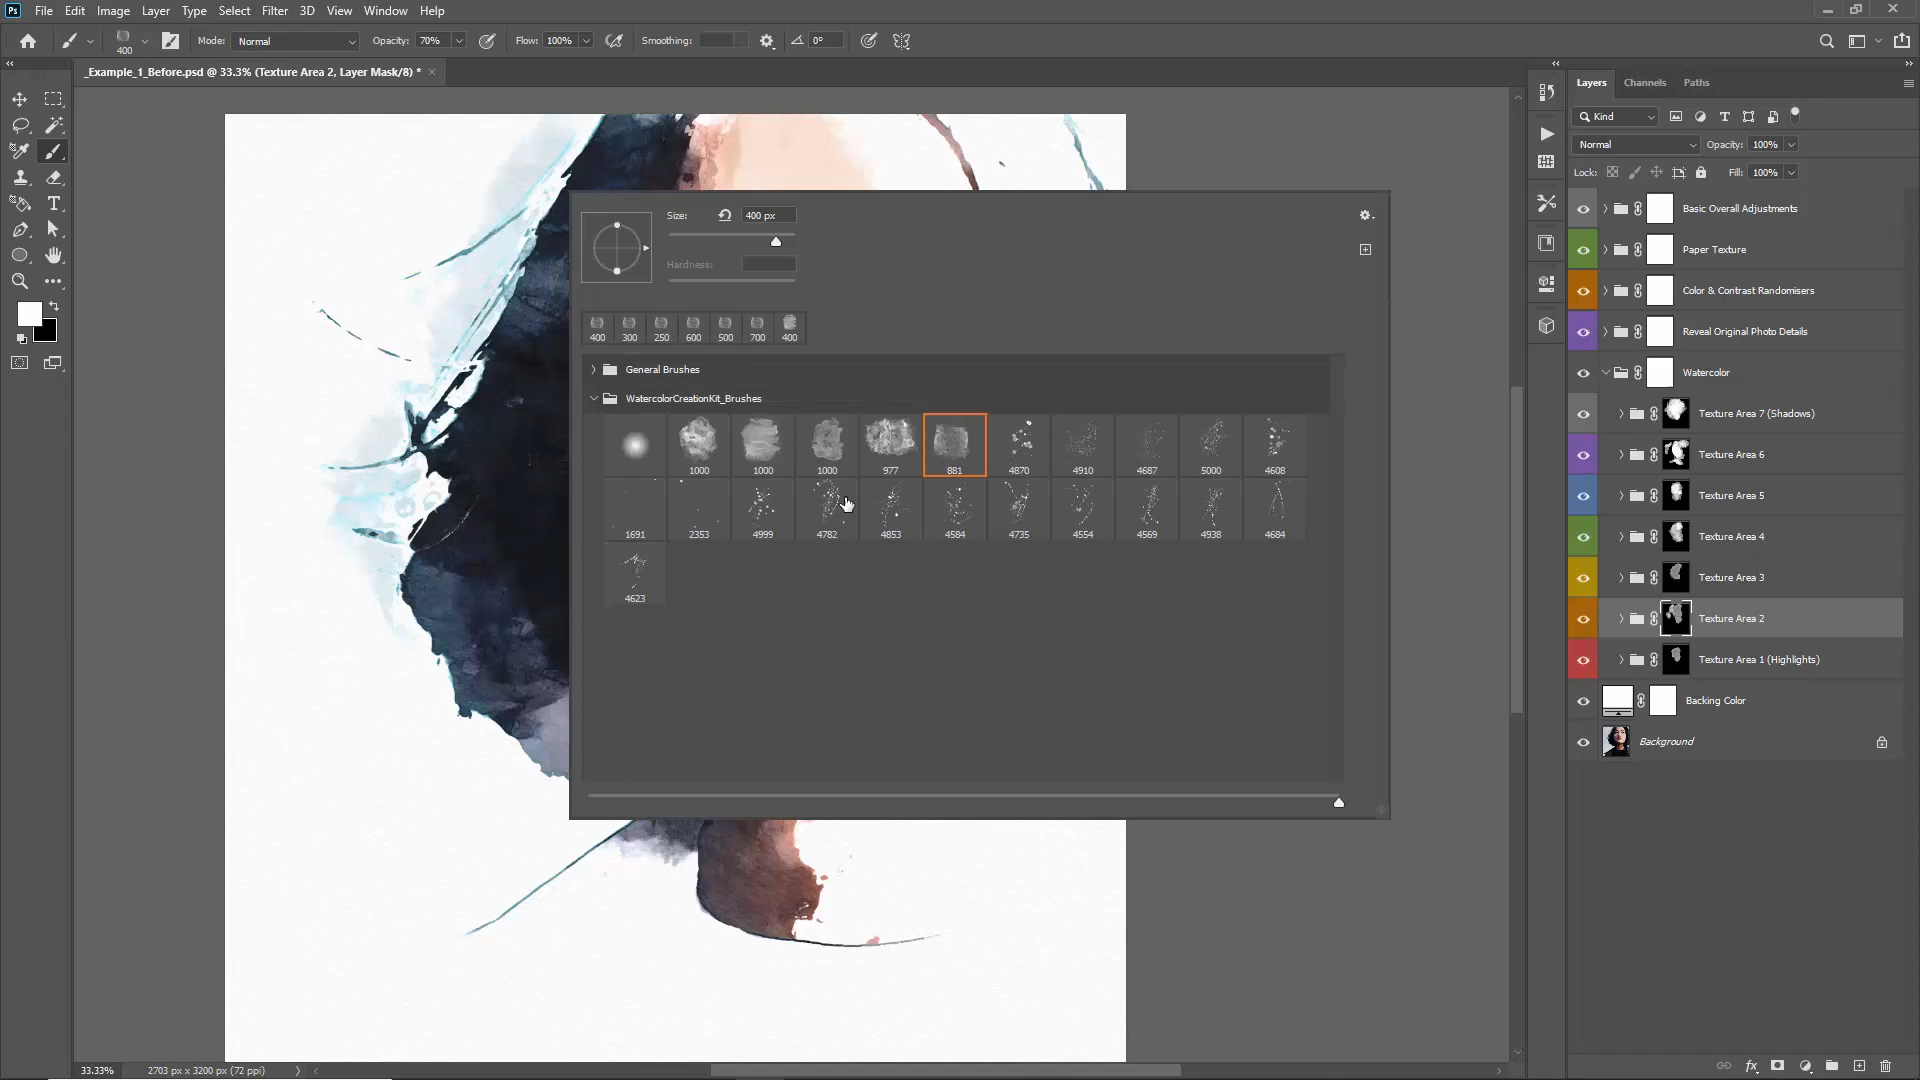 Ps File Edit Image Layer Type Select Filter 3D View Window Help
400 Mode: Normal Opacity: 70% Flow: 100% Smoothing: 0°
_Example_1_Before.psd @ 33.3% (Texture Area 2, Layer Mask/8) * ×
Size: 400 px
Hardness:
400 300 250 600 500 700 400
General Brushes
WatercolorCreationKit_Brushes
1000 1000 1000 977 881 4870 4910 4687 5000 4608
1691 2353 4999 4782 4853 4584 4735 4554 4569 4938 4684
4623
Layers Channels Paths
Kind
Normal Opacity: 100%
Lock: Fill: 100%
Basic Overall Adjustments
Paper Texture
Color & Contrast Randomisers
Reveal Original Photo Details
Watercolor
Texture Area 7 (Shadows)
Texture Area 6
Texture Area 5
Texture Area 4
Texture Area 3
Texture Area 2
Texture Area 1 (Highlights)
Backing Color
Background
33.33% 2703 px x 3200 px (72 ppi)